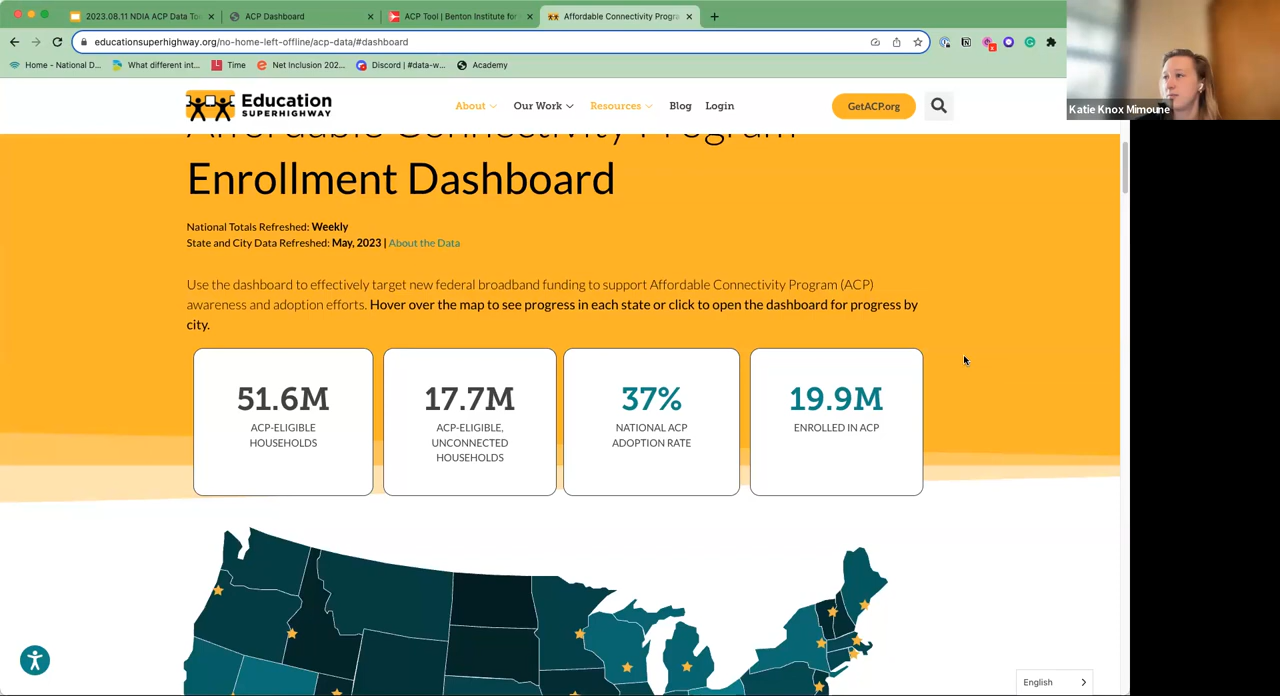 2023.08.11 NDIA ACP Data To
ACP Dashboard
ACP Tool | Benton Institute for
Affordable Connectivity Progra
educationsuperhighway.org/no-home-left-offline/acp-data/#dashboard
Home - National D...
What different int...
Time
Net Inclusion 202...
Discord | #data-w...
Academy
Katie Knox Mimoune
Education
SUPERHIGHWAY
About
Our Work
Resources
Blog
Login
GetACP.org
Affordable Connectivity Program
Enrollment Dashboard
National Totals Refreshed: Weekly
State and City Data Refreshed: May, 2023 | About the Data
Use the dashboard to effectively target new federal broadband funding to support Affordable Connectivity Program (ACP)
awareness and adoption efforts. Hover over the map to see progress in each state or click to open the dashboard for progress by
city.
51.6M
ACP-ELIGIBLE
HOUSEHOLDS
17.7M
ACP-ELIGIBLE,
UNCONNECTED
HOUSEHOLDS
37%
NATIONAL ACP
ADOPTION RATE
19.9M
ENROLLED IN ACP
English